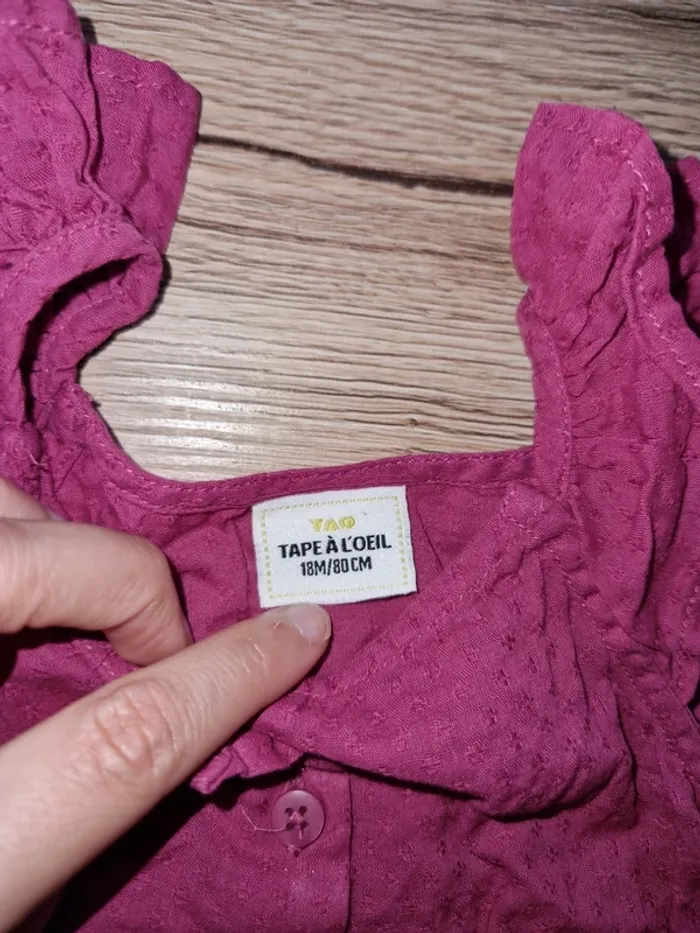 TAO
TAPE À L'OEIL
18M/80CM